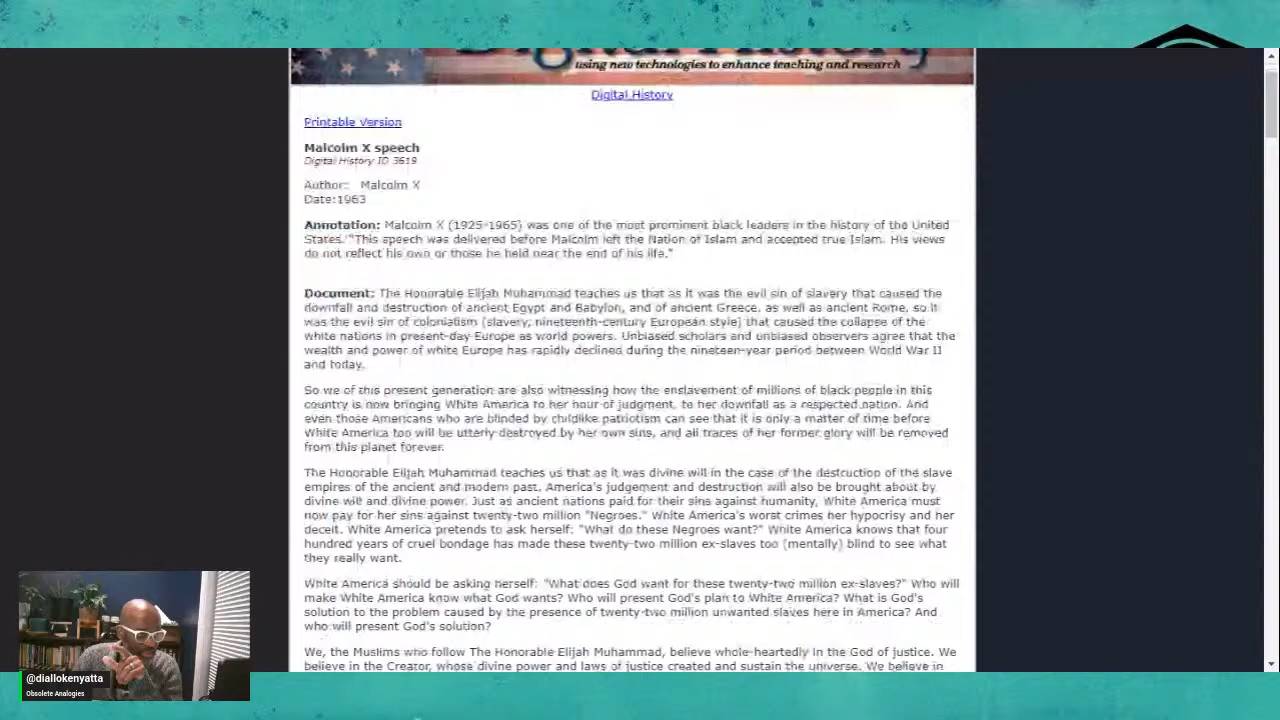 using new technologies to enhance teaching and research
Digital History
Printable Version
Malcolm X speech
Digital History ID 3619
Author: Malcolm X
Date:1963
Annotation: Malcolm X (1925-1965) was one of the most prominent black leaders in the history of the United
States. "This speech was delivered before Malcolm left the Nation of Islam and accepted true Islam. His views
do not reflect his own or those he held near the end of his life."
Document: The Honorable Elijah Muhammad teaches us that as it was the evil sin of slavery that caused the
downfall and destruction of ancient Egypt and Babylon, and of ancient Greece, as well as ancient Rome, so it
was the evil sin of colonialism (slavery, nineteenth-century European style) that caused the collapse of the
white nations in present-day Europe as world powers. Unbiased scholars and unbiased observers agree that the
wealth and power of white Europe has rapidly declined during the nineteen-year period between World War II
and today.
So we of this present generation are also witnessing how the enslavement of millions of black people in this
country is now bringing White America to her hour of judgment, to her downfall as a respected nation. And
even those Americans who are blinded by childlike patriotism can see that it is only a matter of time before
White America too will be utterly destroyed by her own sins, and all traces of her former glory will be removed
from this planet forever.
The Honorable Elijah Muhammad teaches us that as it was divine will in the case of the destruction of the slave
empires of the ancient and modern past, America's judgement and destruction will also be brought about by
divine will and divine power. Just as ancient nations paid for their sins against humanity, White America must
now pay for her sins against twenty-two million "Negroes." White America's worst crimes her hypocrisy and her
deceit. White America pretends to ask herself: "What do these Negroes want?" White America knows that four
hundred years of cruel bondage has made these twenty-two million ex-slaves too (mentally) blind to see what
they really want.
White America should be asking herself: "What does God want for these twenty-two million ex-slaves?" Who will
make White America know what God wants? Who will present God's plan to White America? What is God's
solution to the problem caused by the presence of twenty-two million unwanted slaves here in America? And
who will present God's solution?
We, the Muslims who follow The Honorable Elijah Muhammad, believe whole-heartedly in the God of justice. We
believe in the Creator, whose divine power and laws of justice created and sustain the universe. We believe in
@diallokenyatta
Obsolete Analogies